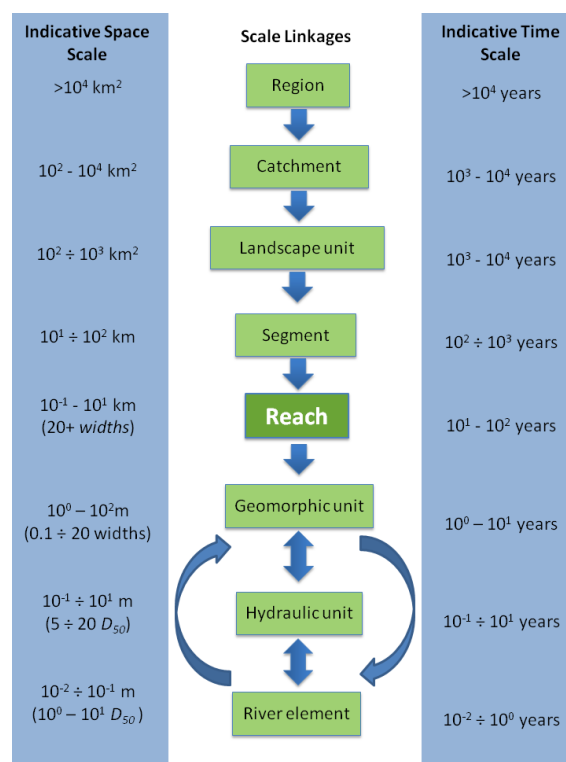 Indicative Space
Scale
Scale Linkages
Indicative Time
Scale
>10⁴ km²
Region
>10⁴ years
10² - 10⁴ km²
Catchment
10³ - 10⁴ years
10² ÷ 10³ km²
Landscape unit
10³ - 10⁴ years
10¹ ÷ 10² km
Segment
10² ÷ 10³ years
10⁻¹ - 10¹ km
(20+ widths)
Reach
10¹ - 10² years
10⁰ – 10²m
(0.1 ÷ 20 widths)
Geomorphic unit
10⁰ – 10¹ years
10⁻¹ ÷ 10¹ m
(5 ÷ 20 D₅₀)
Hydraulic unit
10⁻¹ ÷ 10¹ years
10⁻² ÷ 10⁻¹ m
(10⁰ – 10¹ D₅₀ )
River element
10⁻² ÷ 10⁰ years